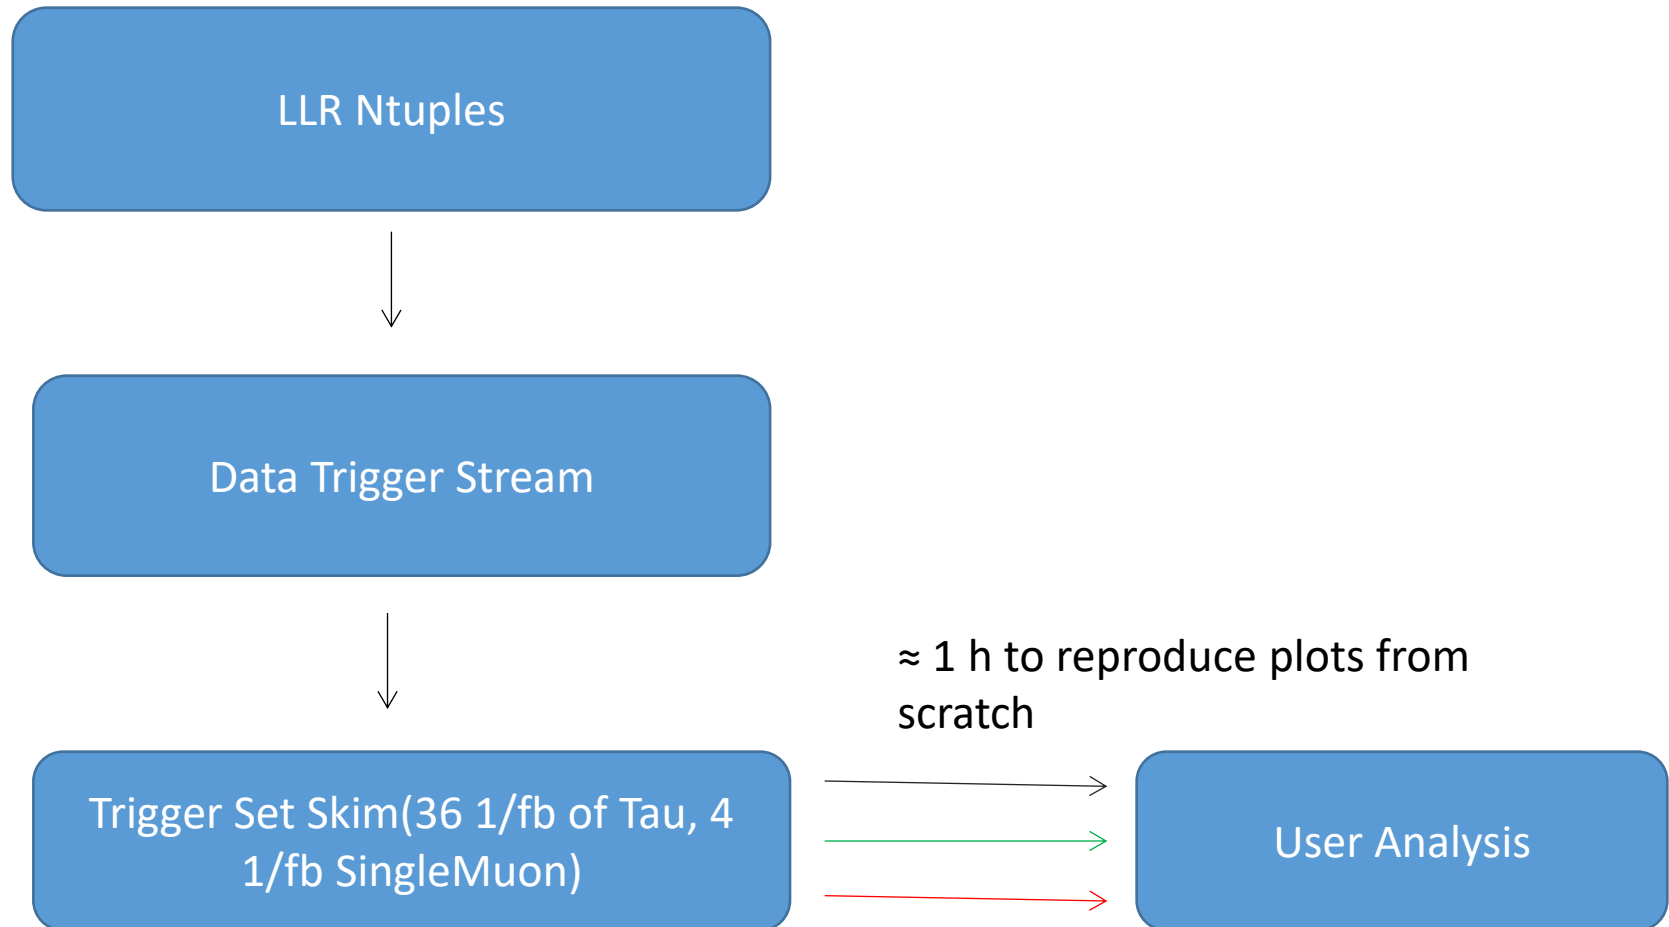 LLR Ntuples
Data Trigger Stream
≈ 1 h to reproduce plots from
scratch
Trigger Set Skim(36 1/fb of Tau, 4
1/fb SingleMuon)
User Analysis